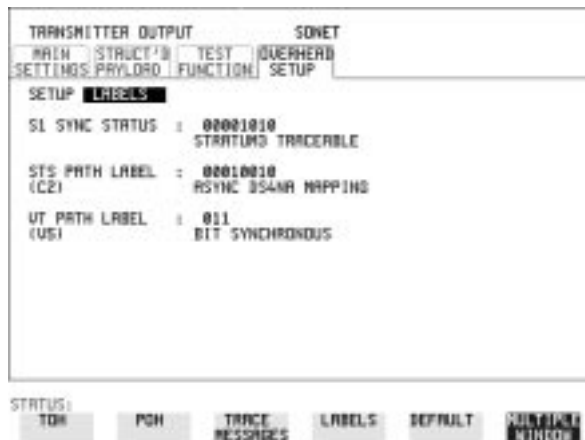 TRANSMITTER OUTPUT SONET
MAIN SETTINGS STRUCT'D PAYLOAD TEST FUNCTION OVERHEAD SETUP
SETUP LABELS
S1 SYNC STATUS : 00001010
STRATUM3 TRACEABLE
STS PATH LABEL : 00010010
(C2) ASYNC DS4NA MAPPING
VT PATH LABEL : 011
(V5) BIT SYNCHRONOUS
STATUS:
TOH POH TRACE MESSAGES LABELS DEFAULT MULTIPLE WINDOW